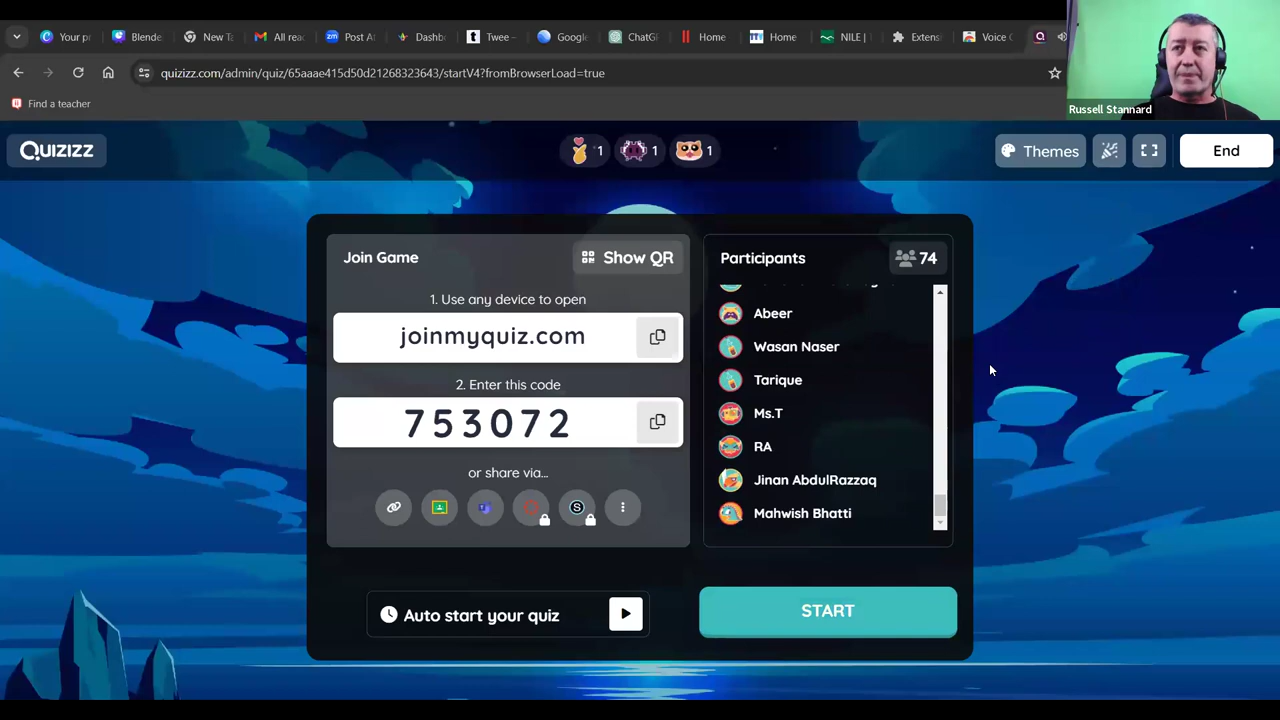 Your pr
Blende
New Ta
All rea
Post At
Dashb
Twee –
Google
ChatGP
Home
Home
NILE |
Extens
Voice C
quizizz.com/admin/quiz/65aaae415d50d21268323643/startV4?fromBrowserLoad=true
Find a teacher
Russell Stannard
QUIZIZZ
1
1
1
Themes
End
Join Game
Show QR
1. Use any device to open
joinmyquiz.com
2. Enter this code
753072
or share via...
Participants
74
Abeer
Wasan Naser
Tarique
Ms.T
RA
Jinan AbdulRazzaq
Mahwish Bhatti
Auto start your quiz
START